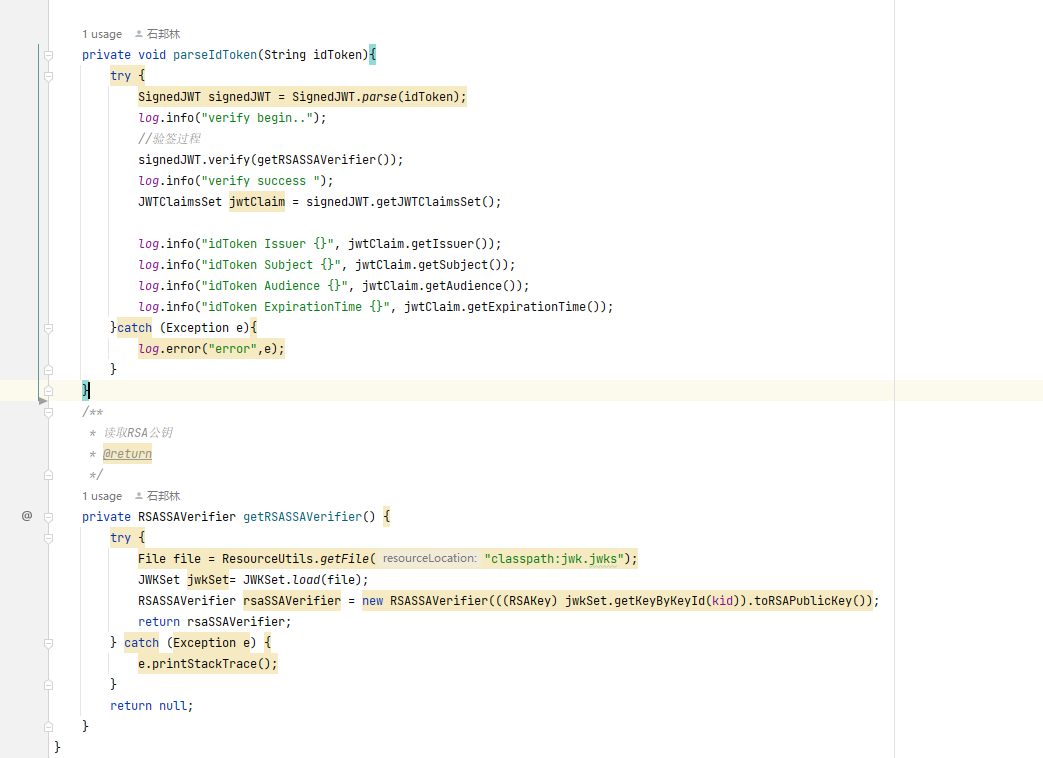 1 usage 石邦林
private void parseIdToken(String idToken){
try {
SignedJWT signedJWT = SignedJWT.parse(idToken);
log.info("verify begin..");
//验签过程
signedJWT.verify(getRSASSAVerifier());
log.info("verify success ");
JWTClaimsSet jwtClaim = signedJWT.getJWTClaimsSet();
log.info("idToken Issuer {}", jwtClaim.getIssuer());
log.info("idToken Subject {}", jwtClaim.getSubject());
log.info("idToken Audience {}", jwtClaim.getAudience());
log.info("idToken ExpirationTime {}", jwtClaim.getExpirationTime());
}catch (Exception e){
log.error("error",e);
}
}
/**
* 读取RSA公钥
* @return
*/
1 usage 石邦林
@ private RSASSAVerifier getRSASSAVerifier() {
try {
File file = ResourceUtils.getFile( resourceLocation: "classpath:jwk.jwks");
JWKSet jwkSet= JWKSet.load(file);
RSASSAVerifier rsaSSAVerifier = new RSASSAVerifier(((RSAKey) jwkSet.getKeyByKeyId(kid)).toRSAPublicKey());
return rsaSSAVerifier;
} catch (Exception e) {
e.printStackTrace();
}
return null;
}
}